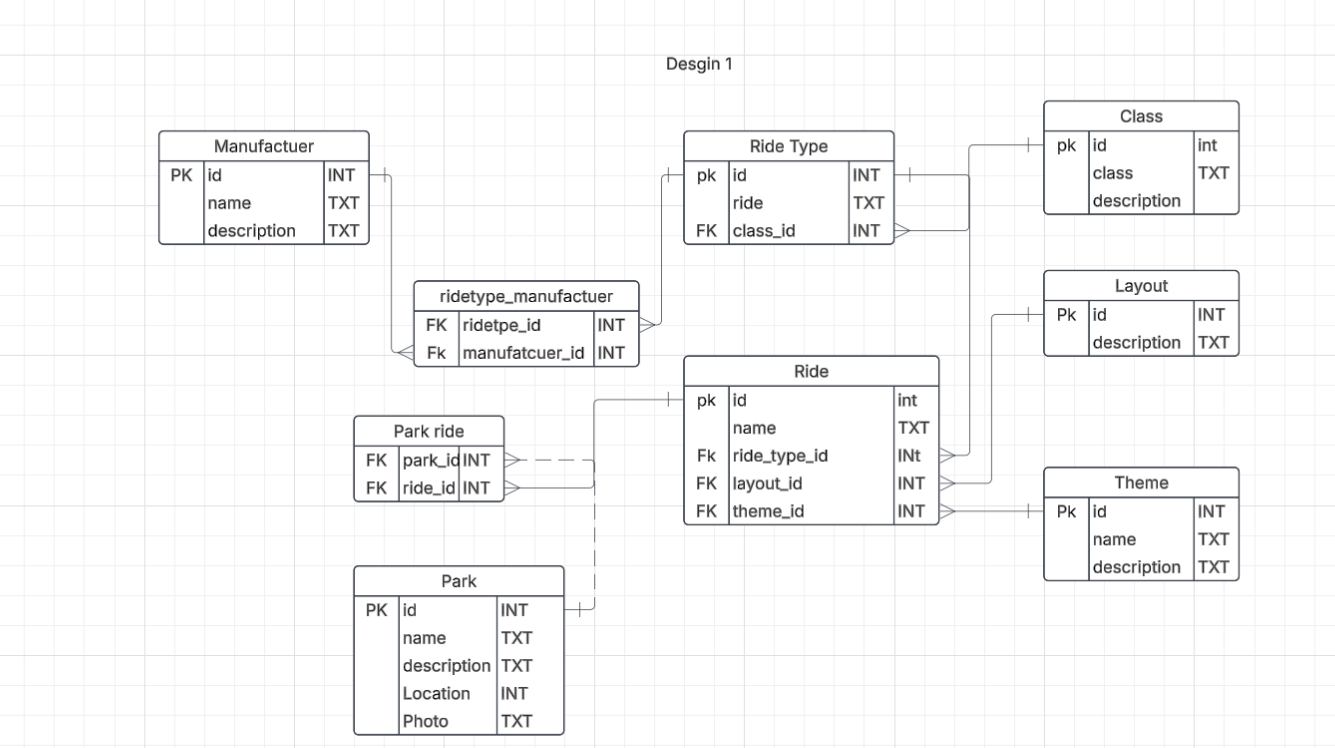 Desgin 1
Manufactuer
PK id INT
name TXT
description TXT
Ride Type
pk id INT
ride TXT
FK class_id INT
Class
pk id int
class TXT
description
ridetype_manufactuer
FK ridetpe_id INT
Fk manufatcuer_id INT
Layout
Pk id INT
description TXT
Ride
pk id int
name TXT
Fk ride_type_id INt
FK layout_id INT
FK theme_id INT
Park ride
FK park_id INT
FK ride_id INT
Theme
Pk id INT
name TXT
description TXT
Park
PK id INT
name TXT
description TXT
Location INT
Photo TXT